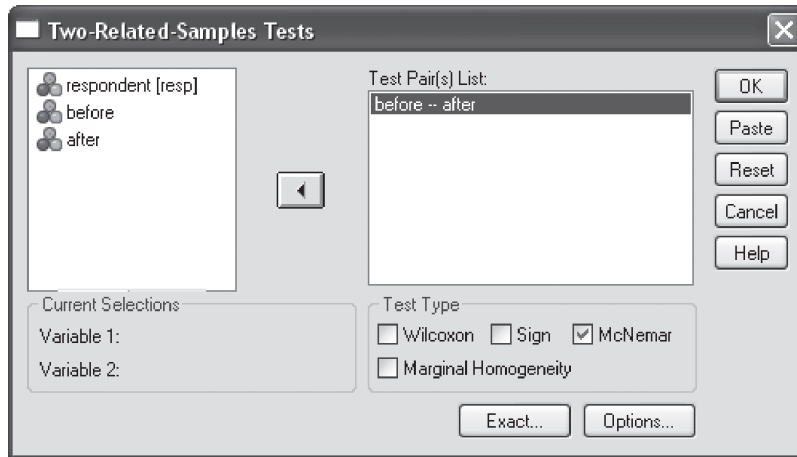 Two-Related-Samples Tests
respondent [resp]
before
after
Test Pair(s) List:
before -- after
OK
Paste
Reset
Cancel
Help
Current Selections
Variable 1:
Variable 2:
Test Type
Wilcoxon Sign McNemar
Marginal Homogeneity
Exact... Options...